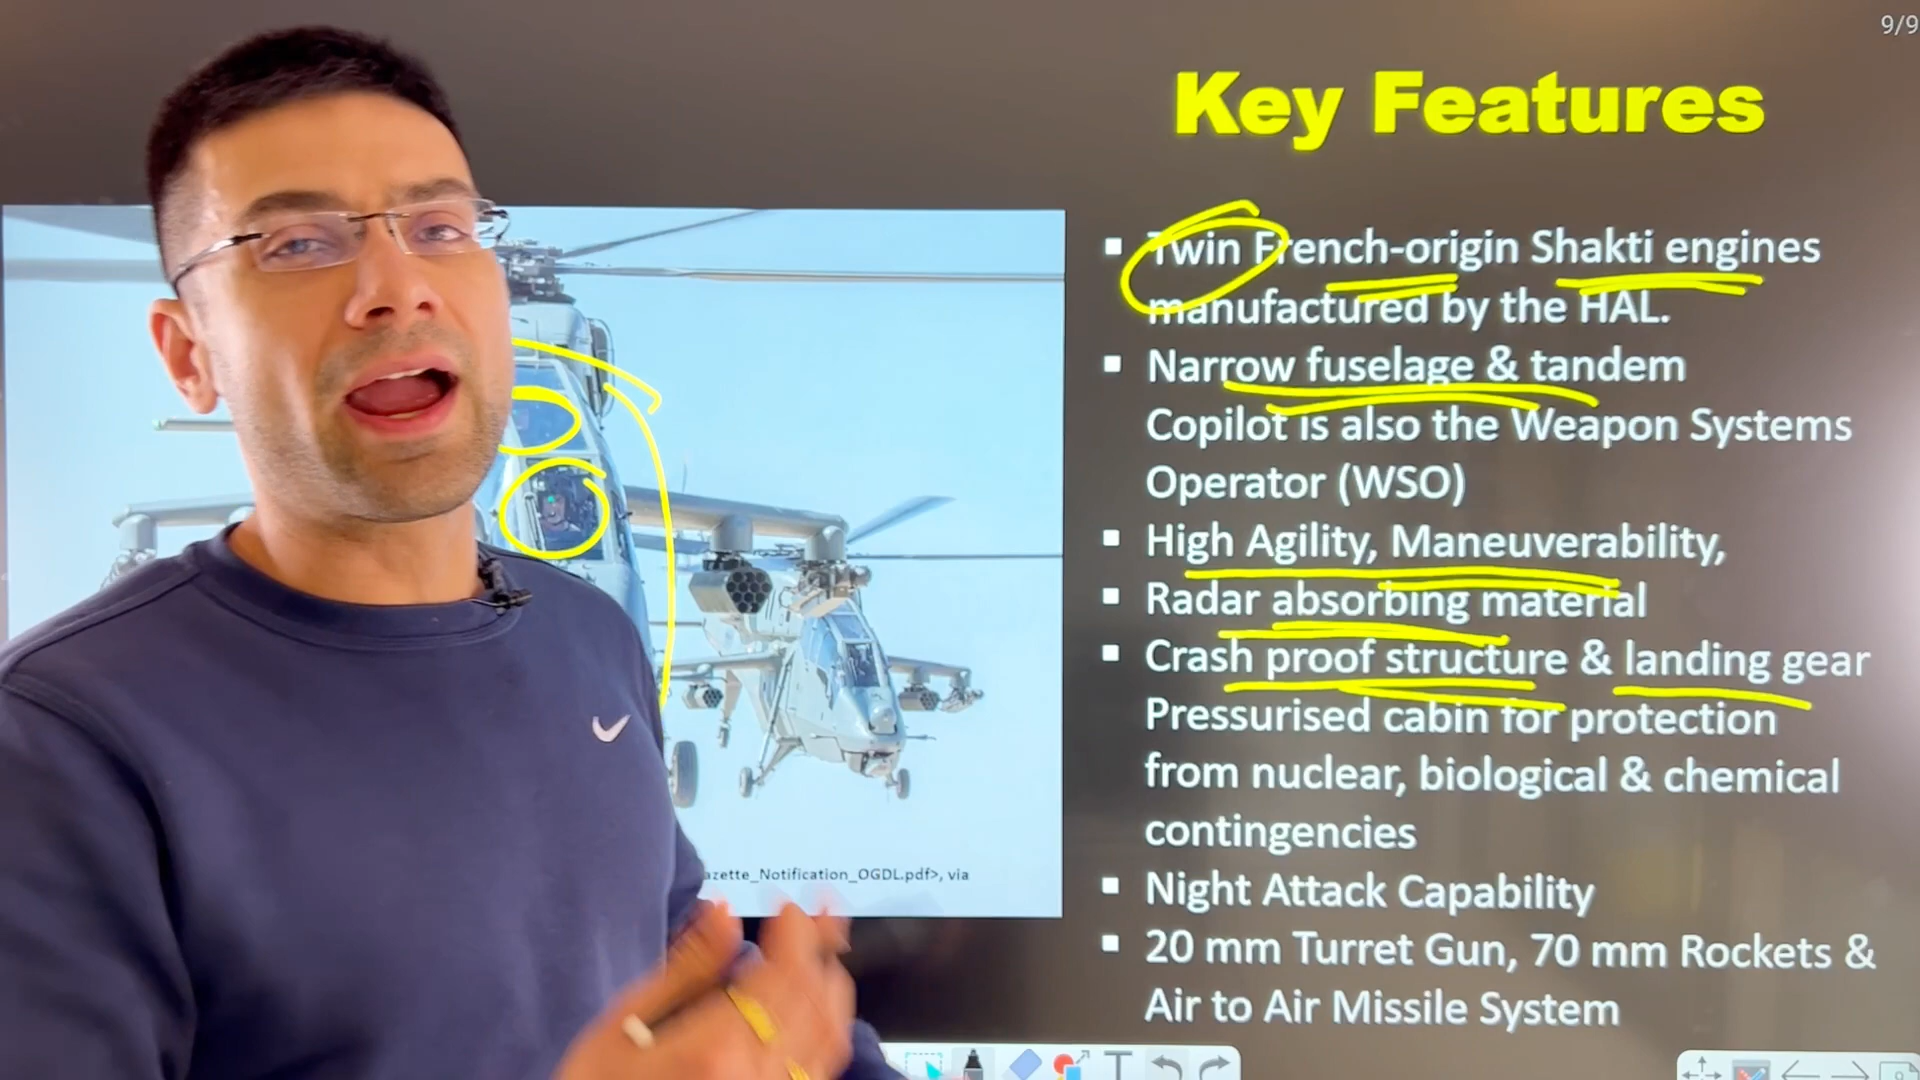 9/9
Key Features
Twin French-origin Shakti engines
manufactured by the HAL.
Narrow fuselage & tandem
Copilot is also the Weapon Systems
Operator (WSO)
High Agility, Maneuverability,
Radar absorbing material
Crash proof structure & landing gear
Pressurised cabin for protection
from nuclear, biological & chemical
contingencies
Night Attack Capability
20 mm Turret Gun, 70 mm Rockets &
Air to Air Missile System
azette_Notification_OGDL.pdf>, via